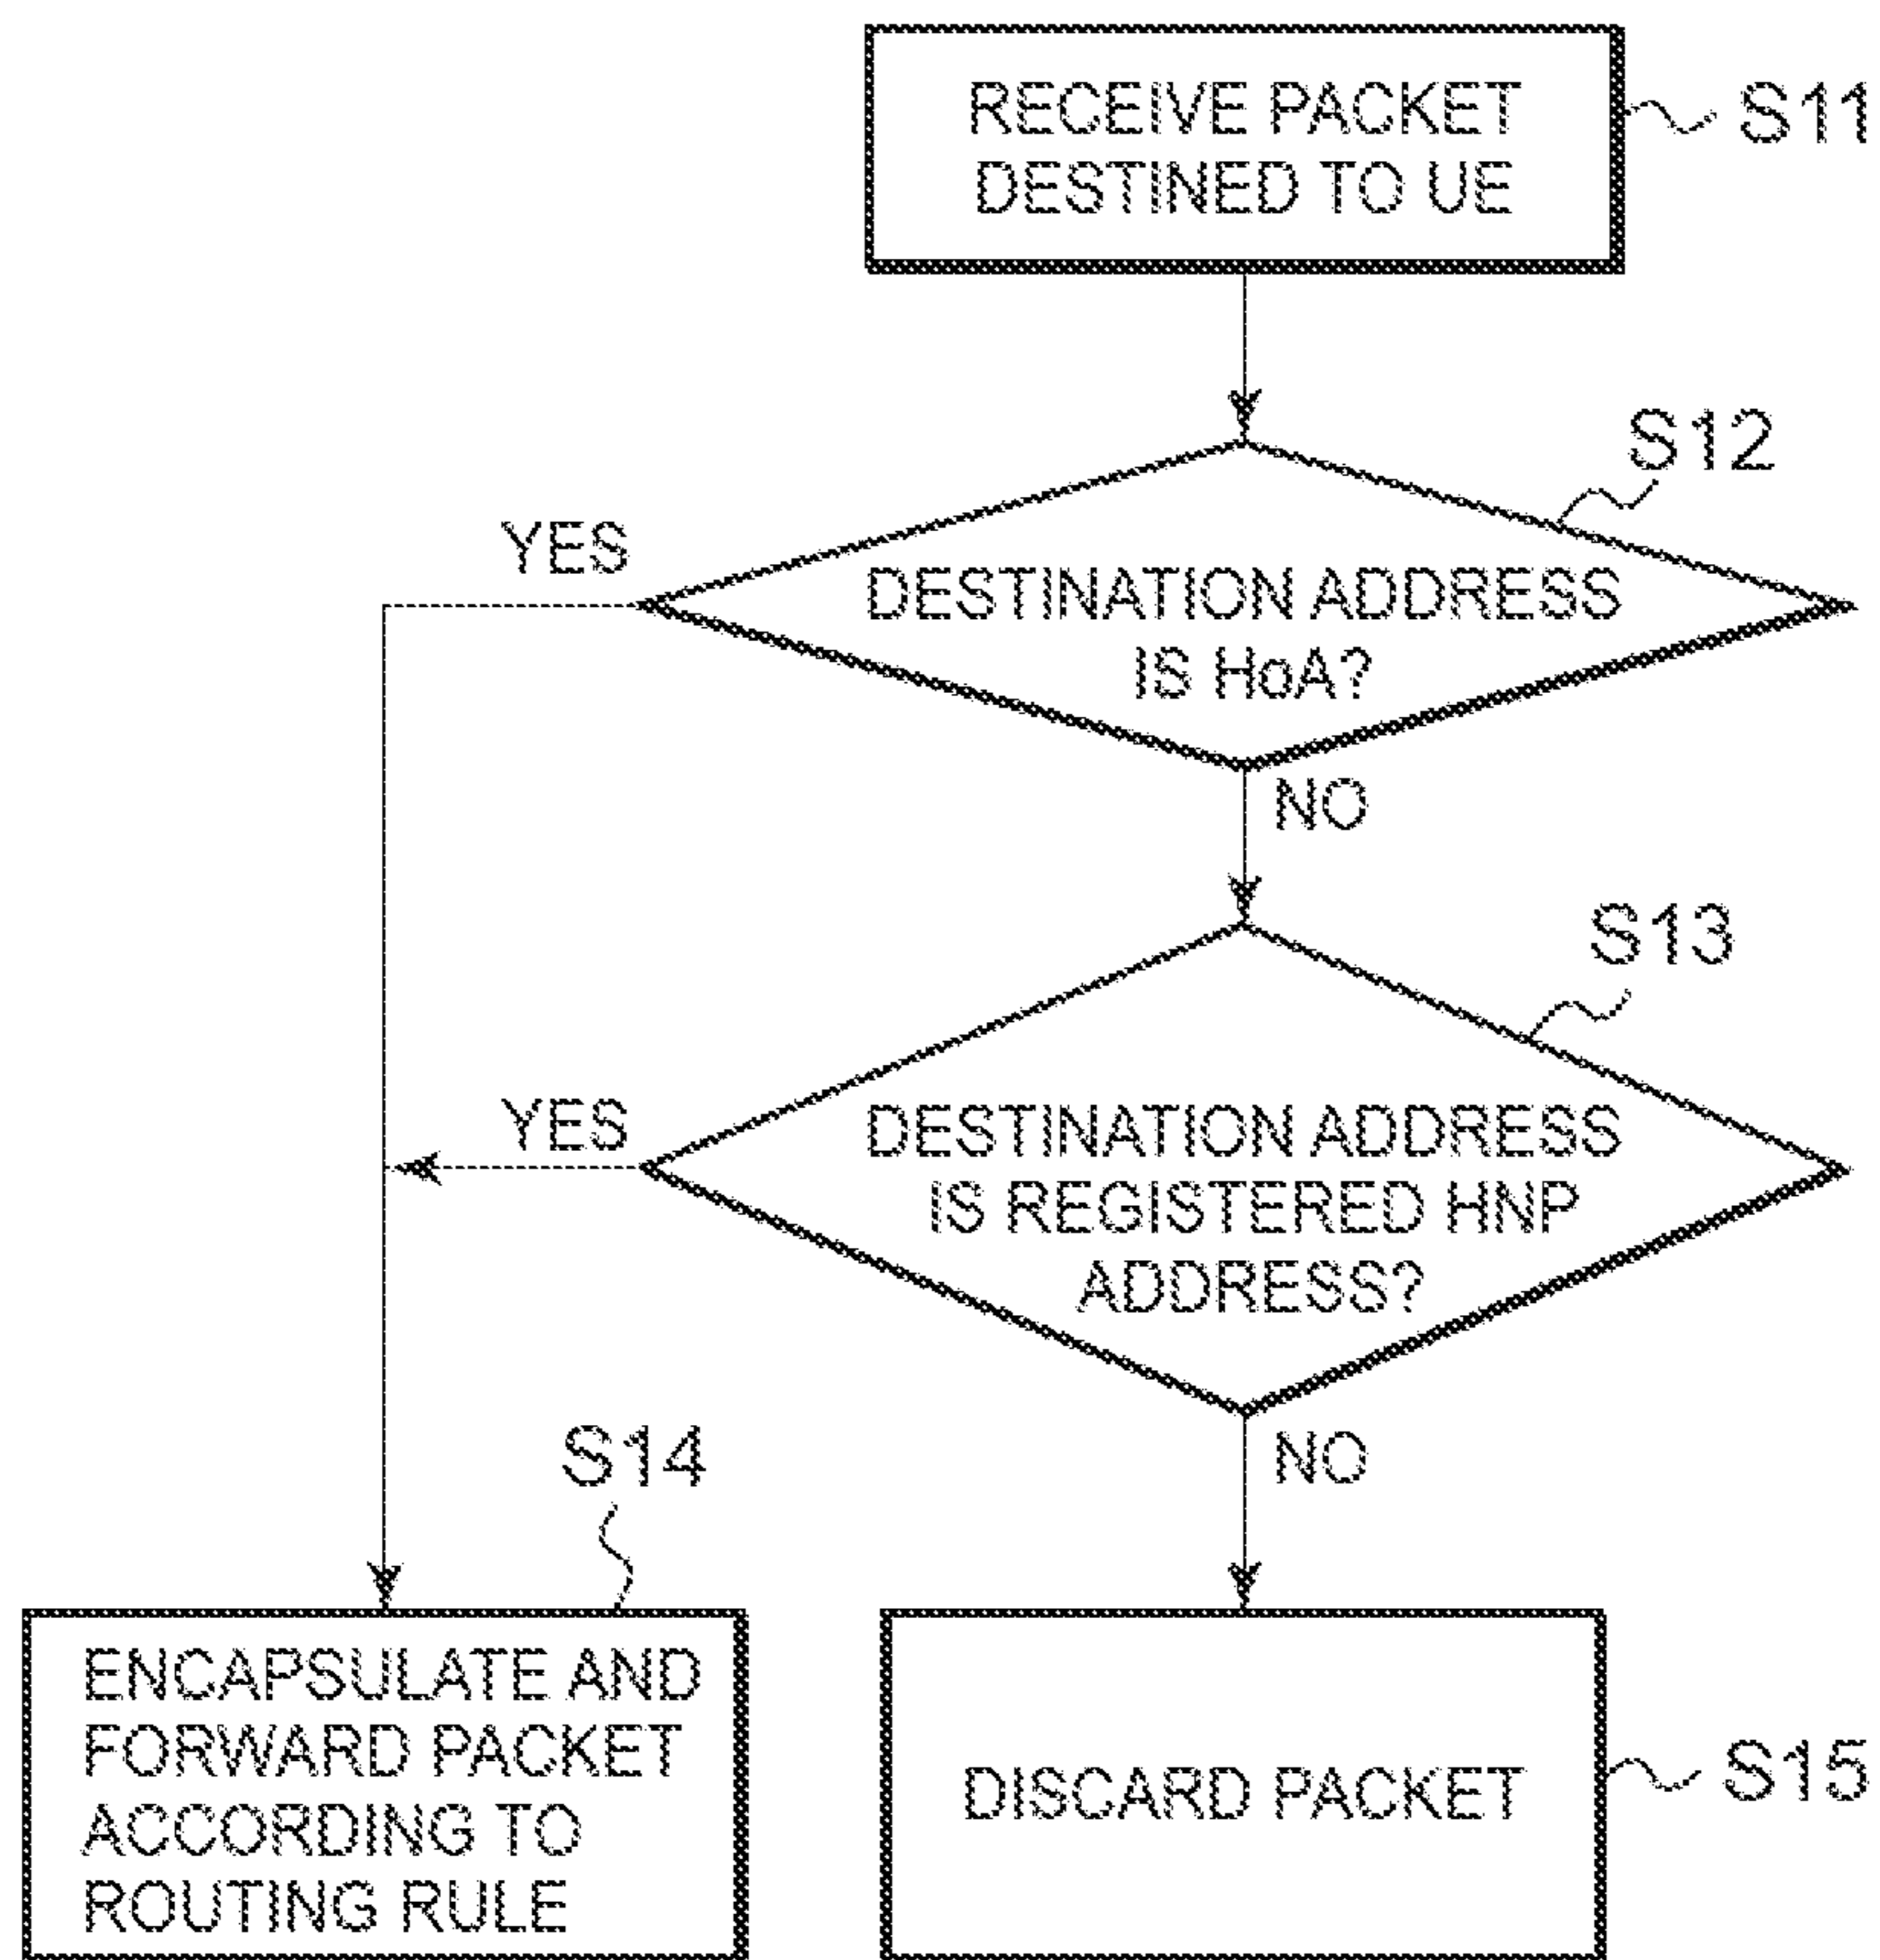 RECEIVE PACKET
DESTINED TO UE
S11
S12
YES
DESTINATION ADDRESS
IS HoA?
NO
S13
YES
DESTINATION ADDRESS
IS REGISTERED HNP
ADDRESS?
S14
NO
ENCAPSULATE AND
FORWARD PACKET
ACCORDING TO
ROUTING RULE
DISCARD PACKET
S15